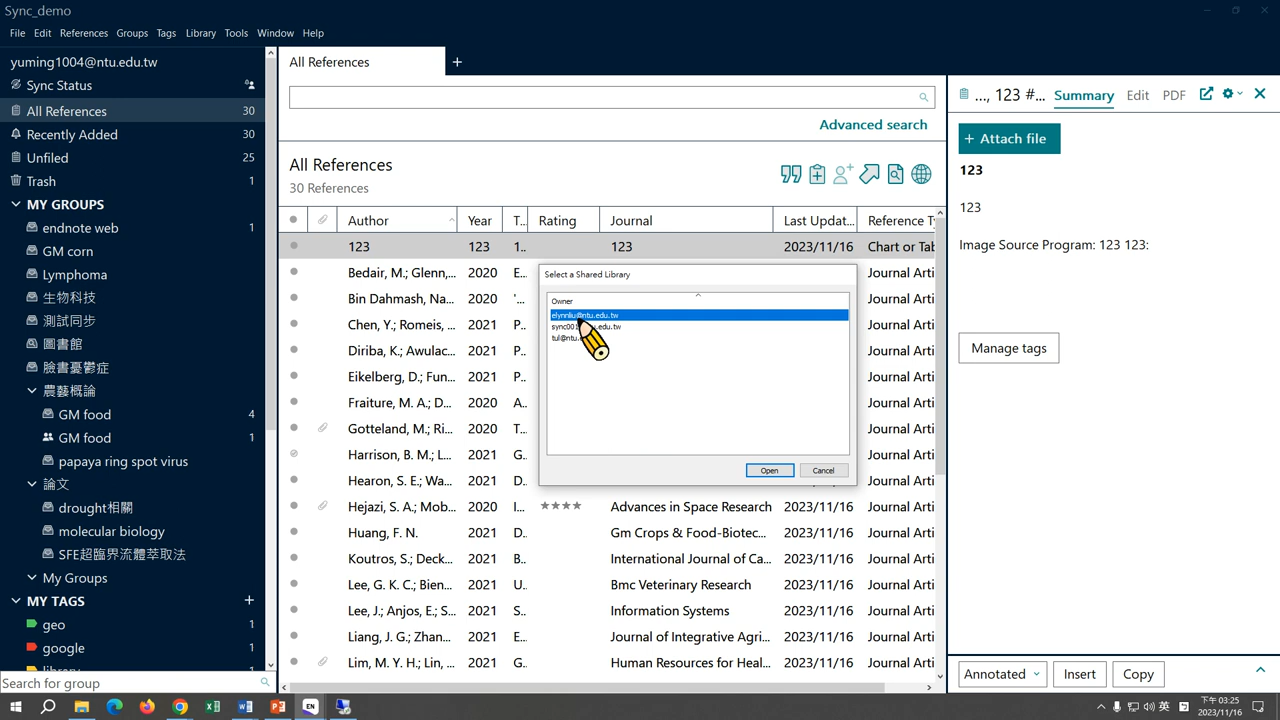 Sync_demo
File Edit References Groups Tags Library Tools Window Help
yuming1004@ntu.edu.tw
Sync Status
All References 30
Recently Added 30
Unfiled 25
Trash 1
MY GROUPS
endnote web 1
GM corn
Lymphoma
生物科技
測試同步
圖書館
臉書憂鬱症
農藝概論
GM food 4
GM food 1
papaya ring spot virus
論文
drought相關
molecular biology
SFE超臨界流體萃取法
My Groups
MY TAGS +
geo 1
google 1
Search for group
All References +
Advanced search
All References
30 References
Author Year T.. Rating Journal Last Updat... Reference Ty
123 123 1.. 123 2023/11/16 Chart or Tab
Bedair, M.; Glenn,... 2020 E..
Journal Arti
Bin Dahmash, Na... 2020 '...
Journal Arti
Chen, Y.; Romeis, ... 2021 P..
Journal Arti
Diriba, K.; Awulac... 2021 P..
Journal Arti
Eikelberg, D.; Fun... 2021 P..
Journal Arti
Fraiture, M. A.; D... 2020 A..
Journal Arti
Gotteland, M.; Ri... 2020 T..
Journal Arti
Harrison, B. M.; L... 2021 G..
Journal Arti
Hearon, S. E.; Wa... 2021 D..
Journal Arti
Hejazi, S. A.; Mob... 2020 I... ★★★★ Advances in Space Research 2023/11/16 Journal Arti
Huang, F. N. 2021 D.. Gm Crops & Food-Biotec... 2023/11/16 Journal Arti
Koutros, S.; Deck... 2021 G.. International Journal of Ca... 2023/11/16 Journal Arti
Lee, G. K. C.; Bien... 2021 U.. Bmc Veterinary Research 2023/11/16 Journal Arti
Lee, J.; Anjos, E.; S... 2021 S.. Information Systems 2023/11/16 Journal Arti
Liang, J. G.; Zhan... 2021 E.. Journal of Integrative Agri... 2023/11/16 Journal Arti
Lim, M. Y. H.; Lin, ... 2021 G.. Human Resources for Heal... 2023/11/16 Journal Arti
Select a Shared Library
Owner
elynnliu@ntu.edu.tw
Open Cancel
..., 123 #... Summary Edit PDF
+ Attach file
123
123
Image Source Program: 123 123:
Manage tags
Annotated Insert Copy
英
下午 03:25
2023/11/16